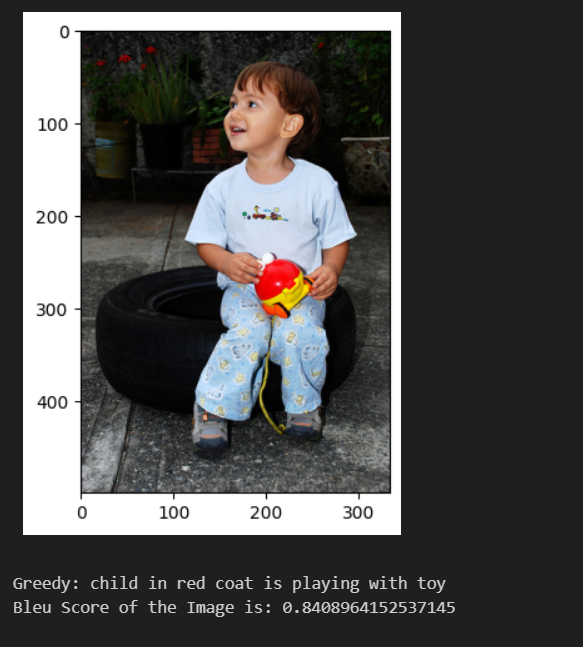 0
100
200
300
400
0 100 200 300
Greedy: child in red coat is playing with toy
Bleu Score of the Image is: 0.8408964152537145